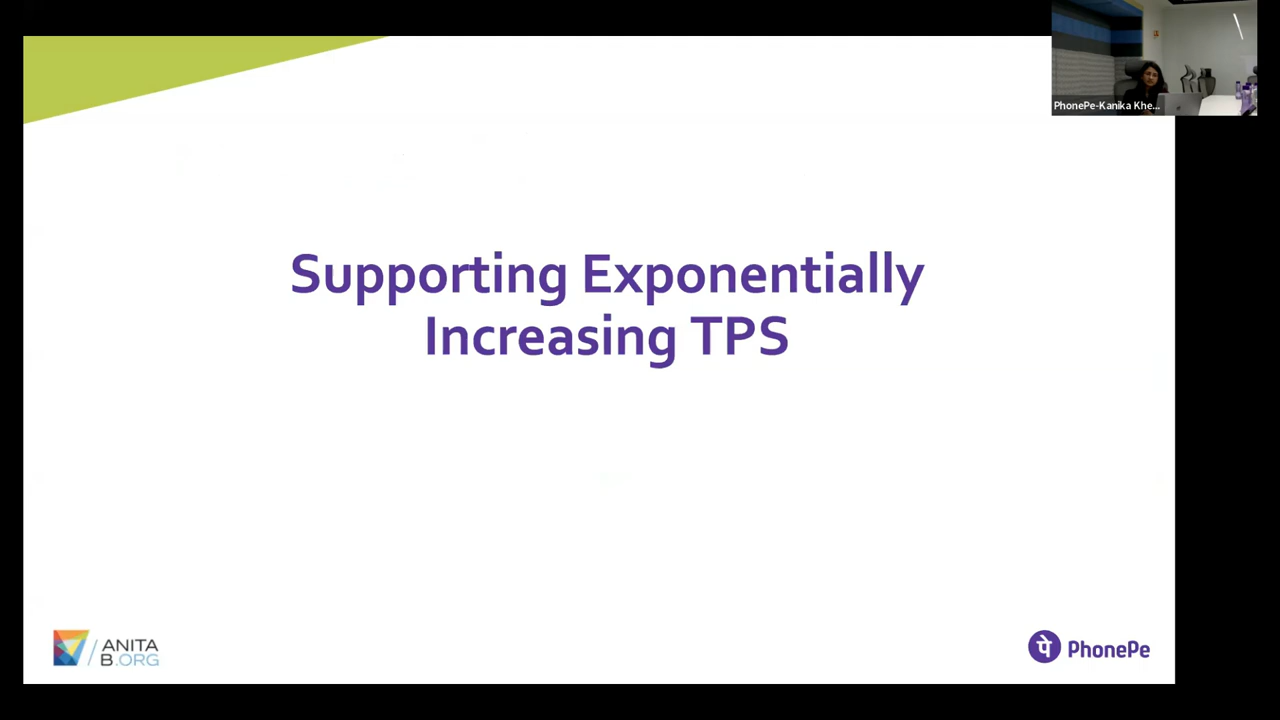 PhonePe-Kanika Khe...
Supporting Exponentially
Increasing TPS
ANITA
B.ORG
पे PhonePe